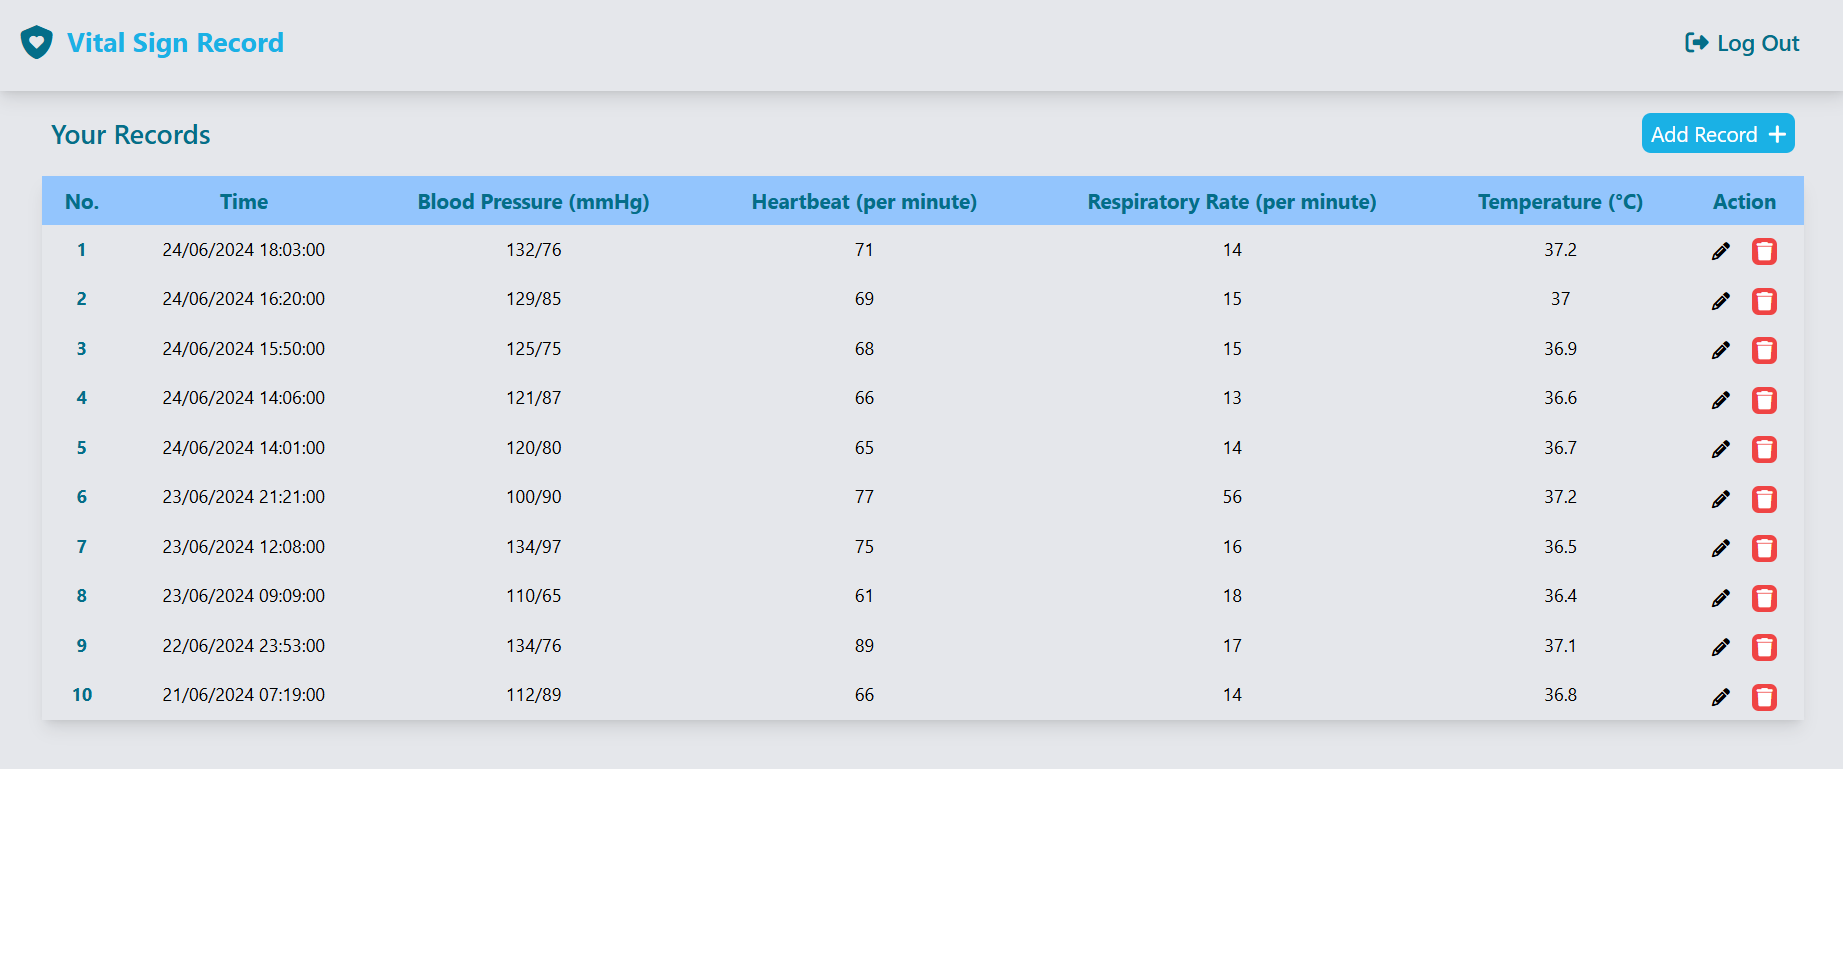 Vital Sign Record
Log Out
Your Records
Add Record +
No. Time Blood Pressure (mmHg) Heartbeat (per minute) Respiratory Rate (per minute) Temperature (°C) Action
1 24/06/2024 18:03:00 132/76 71 14 37.2
2 24/06/2024 16:20:00 129/85 69 15 37
3 24/06/2024 15:50:00 125/75 68 15 36.9
4 24/06/2024 14:06:00 121/87 66 13 36.6
5 24/06/2024 14:01:00 120/80 65 14 36.7
6 23/06/2024 21:21:00 100/90 77 56 37.2
7 23/06/2024 12:08:00 134/97 75 16 36.5
8 23/06/2024 09:09:00 110/65 61 18 36.4
9 22/06/2024 23:53:00 134/76 89 17 37.1
10 21/06/2024 07:19:00 112/89 66 14 36.8